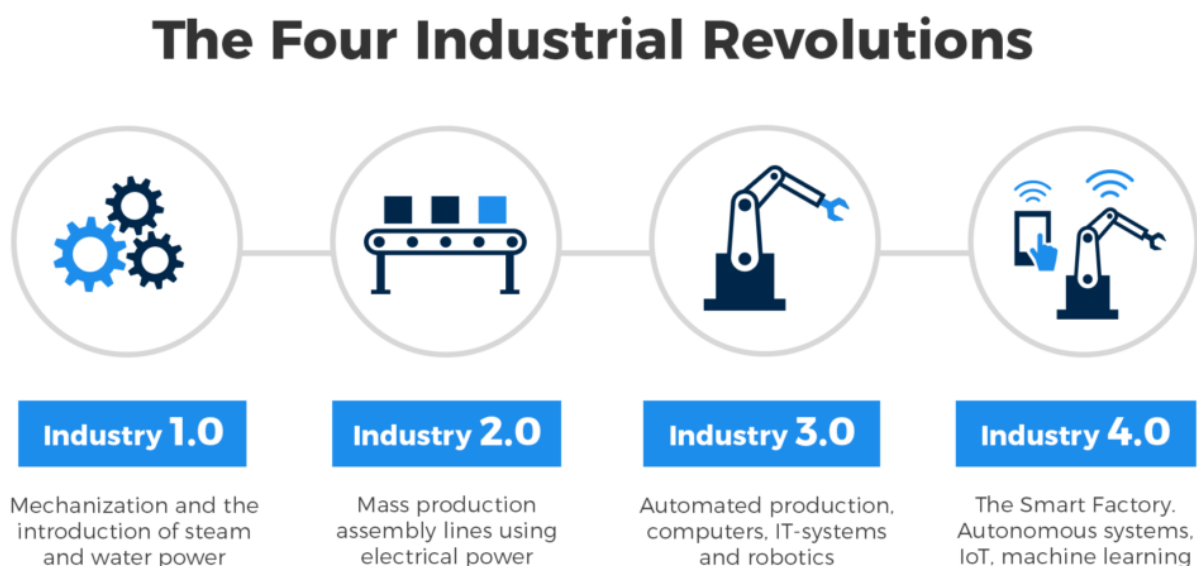 The Four Industrial Revolutions
Industry 1.0
Mechanization and the
introduction of steam
and water power
Industry 2.0
Mass production
assembly lines using
electrical power
Industry 3.0
Automated production,
computers, IT-systems
and robotics
Industry 4.0
The Smart Factory.
Autonomous systems,
IoT, machine learning